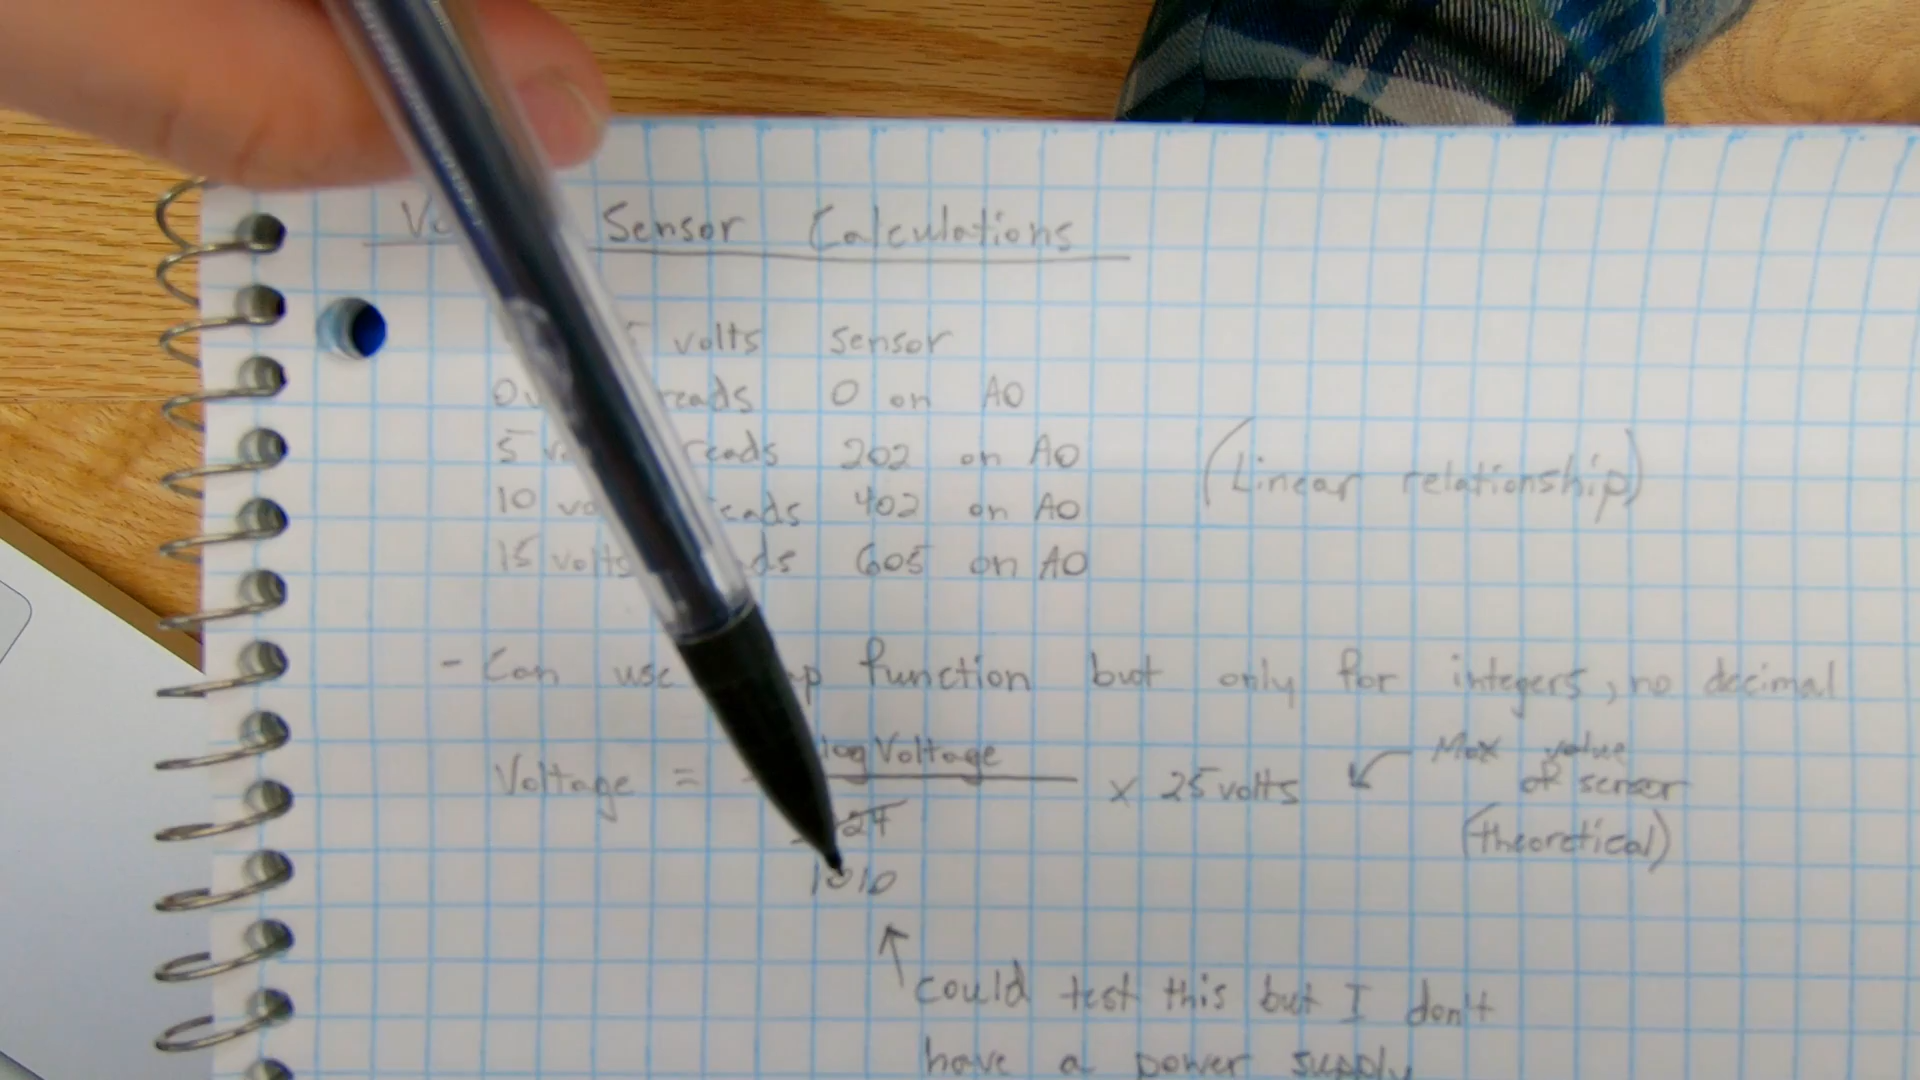 Sensor Calculations
volts sensor
reads 0 on A0
5 reads 202 on A0
10 402 on A0
15 volts 605 on A0
(Linear relationship)
- Can use function but only for integers, no decimal
Voltage = Voltage x 25 volts
1010
Max value
of sensor
(theoretical)
could test this but I don't
have a power supply